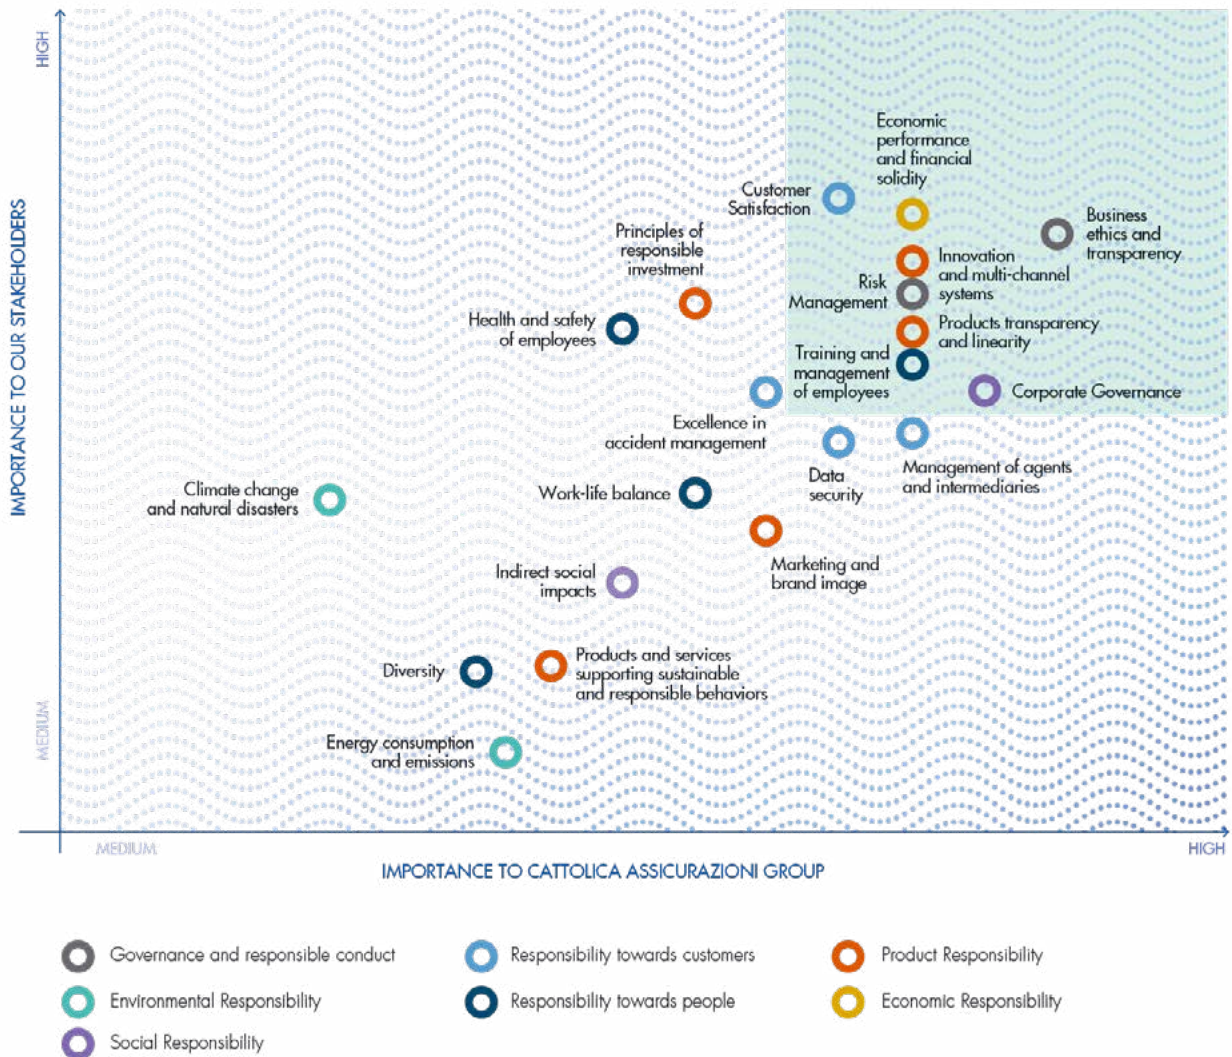 HIGH
IMPORTANCE TO OUR STAKEHOLDERS
MEDIUM
Economic
performance
and financial
solidity
Customer
Satisfaction
Business
ethics and
transparency
Principles of
responsible
investment
Innovation
and multi-channel
systems
Risk
Management
Health and safety
of employees
Products transparency
and linearity
Training and
management
of employees
Corporate Governance
Excellence in
accident management
Data
security
Management of agents
and intermediaries
Climate change
and natural disasters
Work-life balance
Marketing and
brand image
Indirect social
impacts
Diversity
Products and services
supporting sustainable
and responsible behaviors
Energy consumption
and emissions
MEDIUM
HIGH
IMPORTANCE TO CATTOLICA ASSICURAZIONI GROUP
Governance and responsible conduct
Responsibility towards customers
Product Responsibility
Environmental Responsibility
Responsibility towards people
Economic Responsibility
Social Responsibility